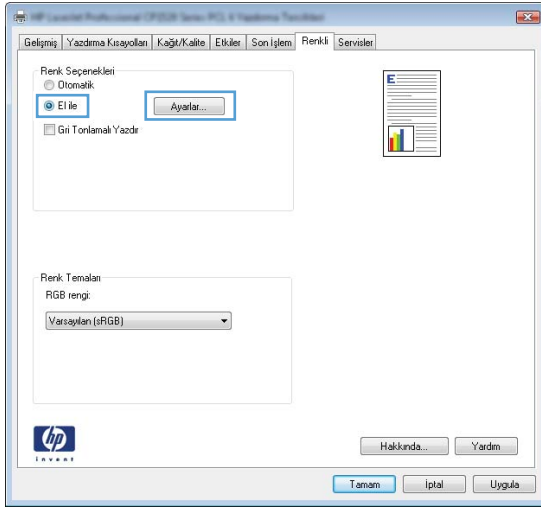 Gelişmiş Yazdırma Kısayolları Kağıt/Kalite Etkiler Son İşlem Renkli Servisler
Renk Seçenekleri
Otomatik
El ile Ayarlar...
Gri Tonlamalı Yazdır
E
Renk Temaları
RGB rengi:
Varsayılan (sRGB)
hp
invent
Hakkında... Yardım
Tamam İptal Uygula